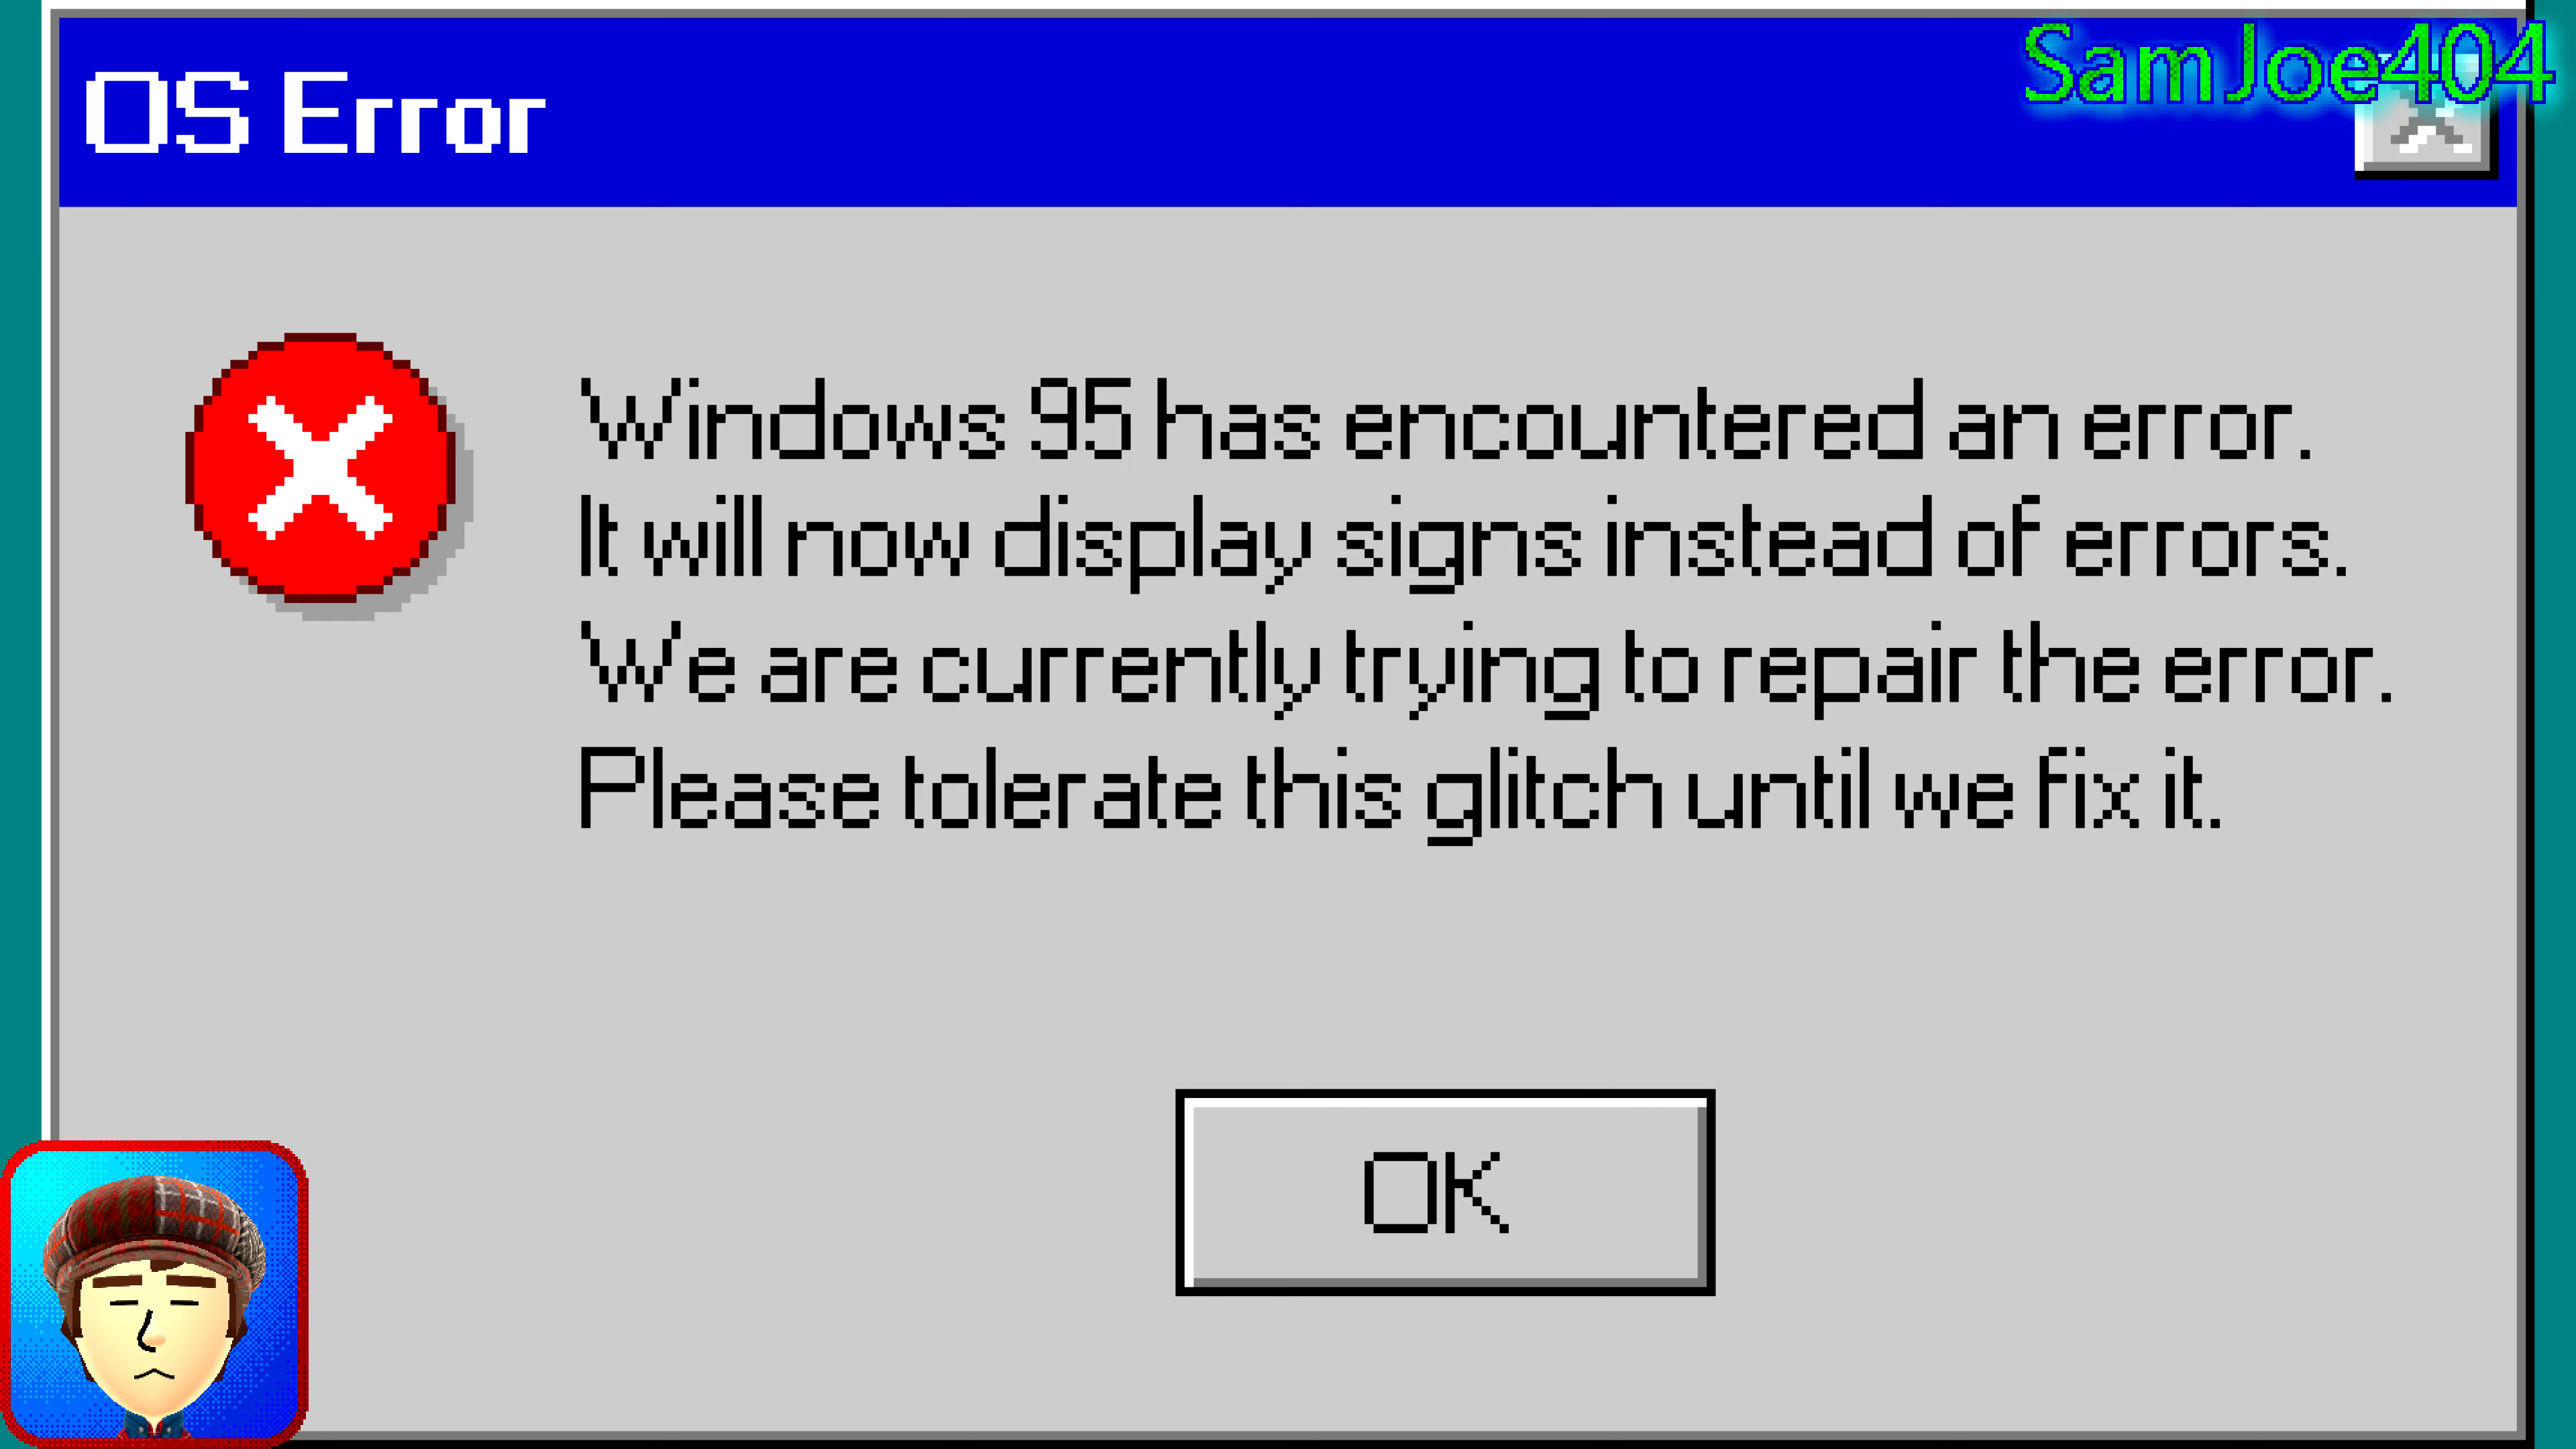 SamJoe404
OS Error
Windows 95 has encountered an error.
It will now display signs instead of errors.
We are currently trying to repair the error.
Please tolerate this glitch until we fix it.
OK